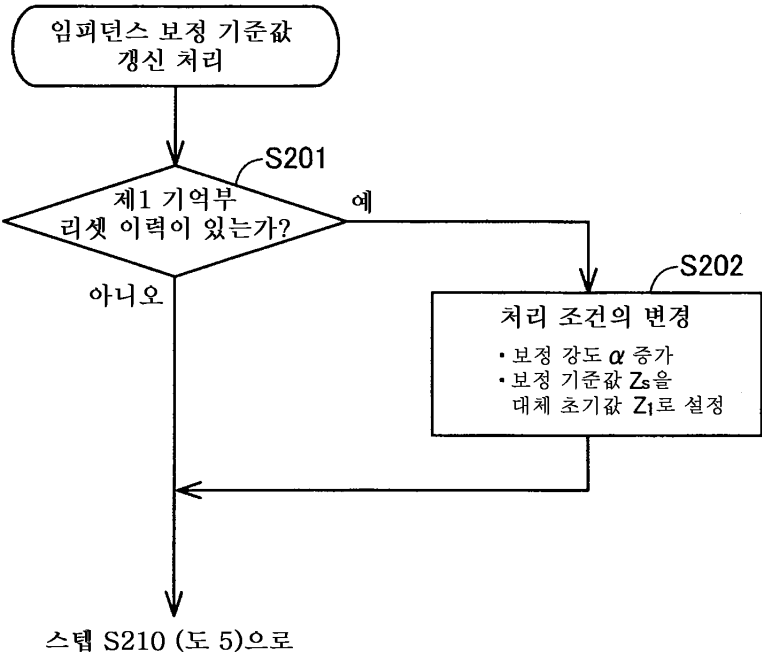 임피던스 보정 기준값
갱신 처리
S201
제1 기억부
리셋 이력이 있는가?
예
아니오
S202
처리 조건의 변경
• 보정 강도 α 증가
• 보정 기준값 Zs을
대체 초기값 Z1로 설정
스텝 S210 (도 5)으로